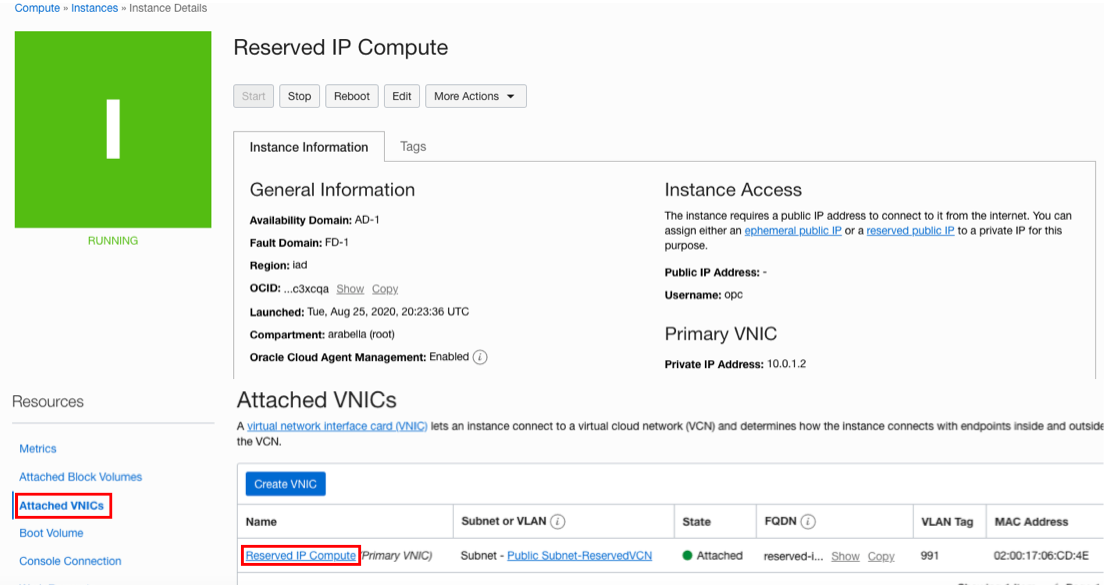 Compute » Instances » Instance Details
Reserved IP Compute
Start Stop Reboot Edit More Actions
Instance Information Tags
RUNNING
General Information
Availability Domain: AD-1
Fault Domain: FD-1
Region: iad
OCID: ...c3xcqa Show Copy
Launched: Tue, Aug 25, 2020, 20:23:36 UTC
Compartment: arabella (root)
Oracle Cloud Agent Management: Enabled i
Instance Access
The instance requires a public IP address to connect to it from the internet. You can
assign either an ephemeral public IP or a reserved public IP to a private IP for this
purpose.
Public IP Address: -
Username: opc
Primary VNIC
Private IP Address: 10.0.1.2
Resources
Metrics
Attached Block Volumes
Attached VNICs
Boot Volume
Console Connection
Attached VNICs
A virtual network interface card (VNIC) lets an instance connect to a virtual cloud network (VCN) and determines how the instance connects with endpoints inside and outside
the VCN.
Create VNIC
Name Subnet or VLAN i State FQDN i VLAN Tag MAC Address
Reserved IP Compute (Primary VNIC) Subnet - Public Subnet-ReservedVCN Attached reserved-i... Show Copy 991 02:00:17:06:CD:4E